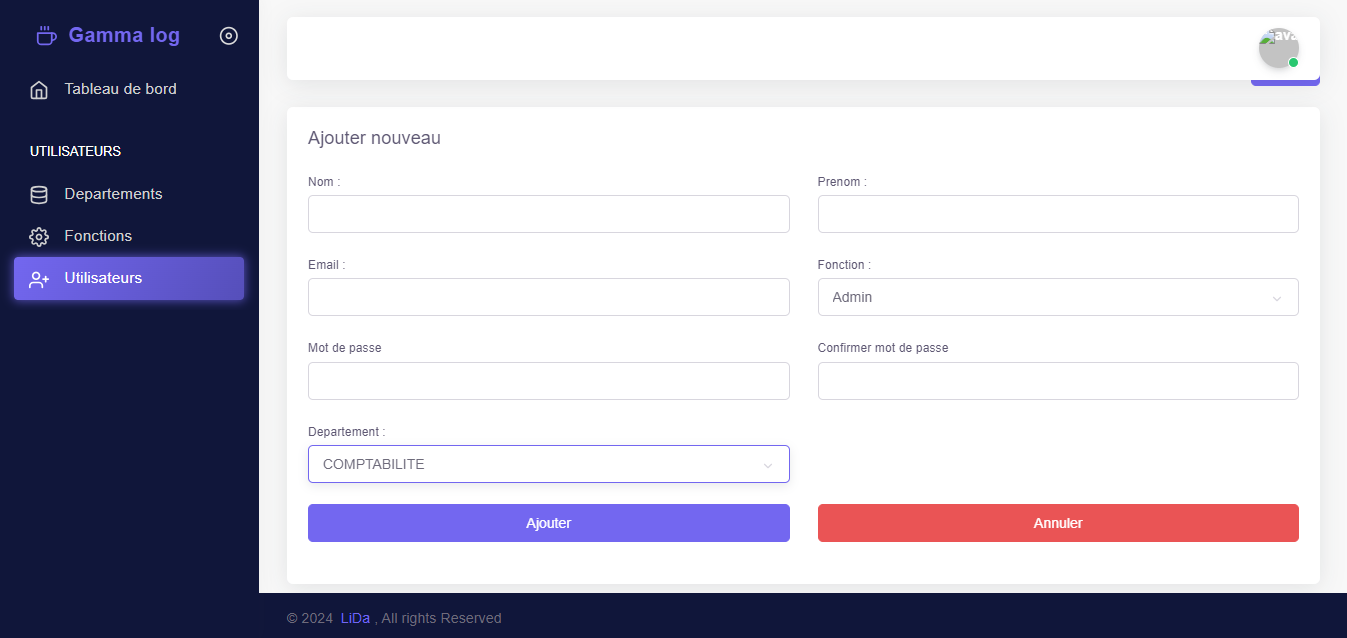 Gamma log
Tableau de bord
UTILISATEURS
Departements
Fonctions
Utilisateurs
ava
Ajouter nouveau
Nom :
Prenom :
Email :
Fonction :
Admin
Mot de passe
Confirmer mot de passe
Departement :
COMPTABILITE
Ajouter
Annuler
© 2024 LiDa , All rights Reserved